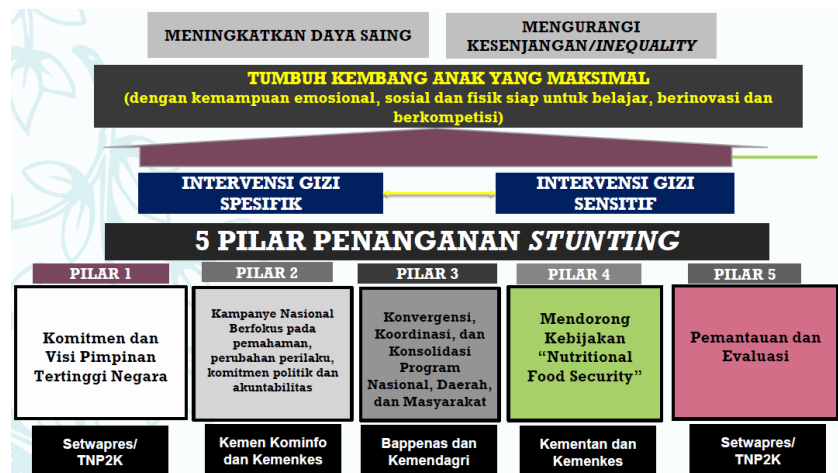 MENINGKATKAN DAYA SAING
MENGURANGI
KESENJANGAN/INEQUALITY
TUMBUH KEMBANG ANAK YANG MAKSIMAL
(dengan kemampuan emosional, sosial dan fisik siap untuk belajar, berinovasi dan
berkompetisi)
INTERVENSI GIZI
SPESIFIK
INTERVENSI GIZI
SENSITIF
5 PILAR PENANGANAN STUNTING
PILAR 1
Komitmen dan
Visi Pimpinan
Tertinggi Negara
Setwapres/
TNP2K
PILAR 2
Kampanye Nasional
Berfokus pada
pemahaman,
perubahan perilaku,
komitmen politik dan
akuntabilitas
Kemen Kominfo
dan Kemenkes
PILAR 3
Konvergensi,
Koordinasi, dan
Konsolidasi
Program
Nasional, Daerah,
dan Masyarakat
Bappenas dan
Kemendagri
PILAR 4
Mendorong
Kebijakan
“Nutritional
Food Security”
Kementan dan
Kemenkes
PILAR 5
Pemantauan dan
Evaluasi
Setwapres/
TNP2K